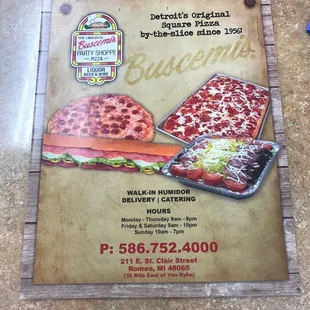 Detroit's Original
Square Pizza
by-the-slice since 1956!
THE ORIGINAL
Buscemi's
PARTY SHOPPE
PIZZA
LIQUOR
BEER & WINE
Buscemi's
WALK-IN HUMIDOR
DELIVERY | CATERING
HOURS
Monday - Thursday 9am - 9pm
Friday & Saturday 9am - 10pm
Sunday 10am - 7pm
P: 586.752.4000
211 E. St. Clair Street
Romeo, MI 48065
(32 Mile East of Van Dyke)